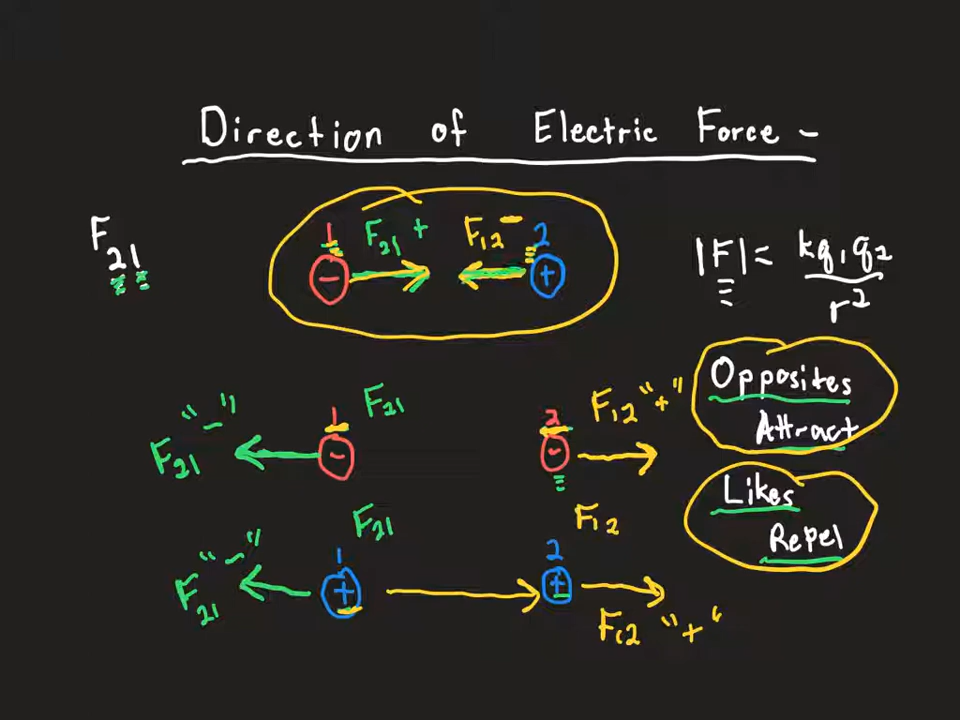 Direction of Electric Force -
F21
1 F21 + F12 - 2
- +
|F| = kq1q2 / r²
Opposites
Attract
F21 "-" 1 F21 2 F12 "+"
- -
Likes
Repel
F21 "-" 1 F21 2 F12
+ +
F12 "+"